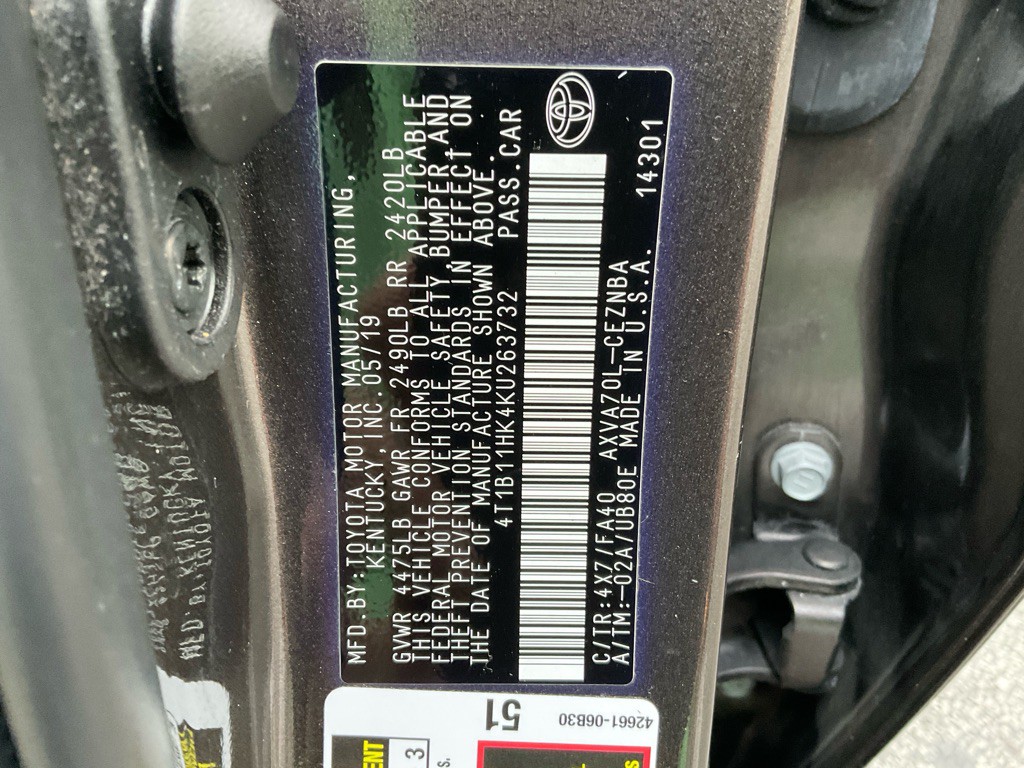 MFD.BY:TOYOTA MOTOR MANUFACTURING,
KENTUCKY,INC.05/19
GVWR 4475LB GAWR FR 2490LB RR 2420LB
THIS VEHICLE CONFORMS TO ALL APPLICABLE
FEDERAL MOTOR VEHICLE SAFETY, BUMPER AND
THEFT PREVENTION STANDARDS IN EFFECT ON
THE DATE OF MANUFACTURE SHOWN ABOVE.
4T1B11HK4KU263732 PASS.CAR
C/TR:4X7/FA40 AXVA70L-CEZNBA
A/TM:-02A/UB80E MADE IN U.S.A. 14301
51
42661-06B30
3